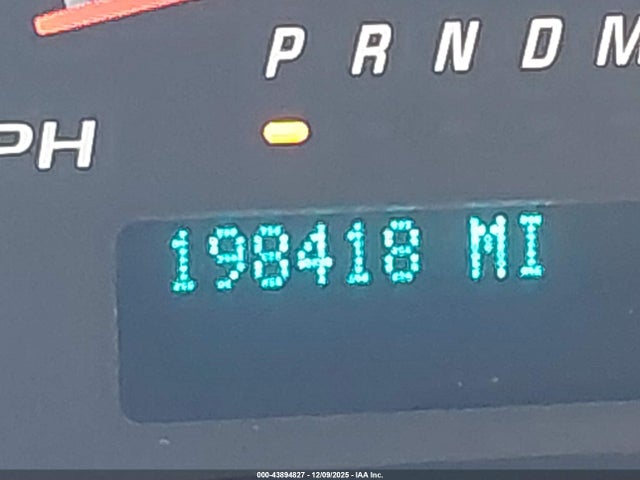 P R N D M
PH
198418 MI
000-43894827 - 12/09/2025 - IAA Inc.